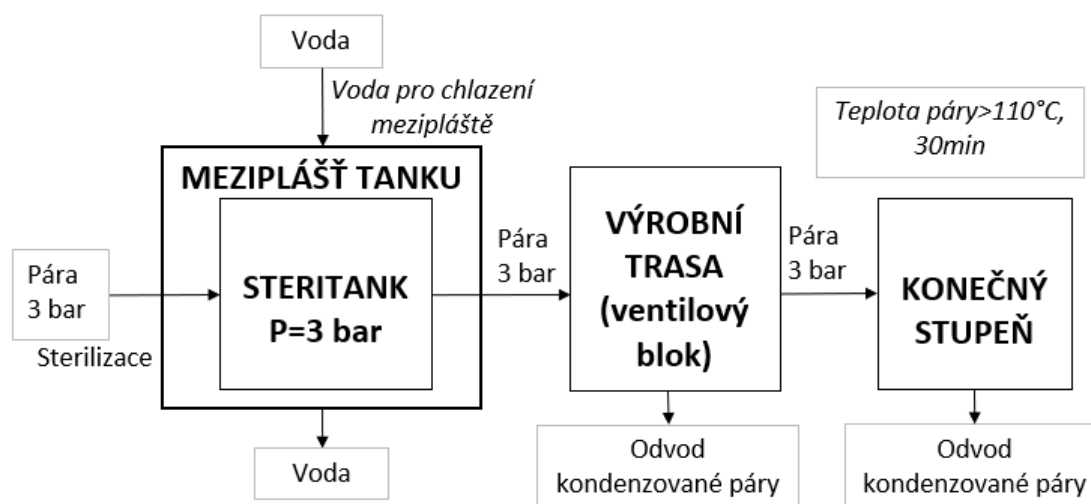 Voda
Voda pro chlazení
mezipláště
Teplota páry>110°C,
30min
MEZIPLÁŠŤ TANKU
Pára
3 bar
Sterilizace
STERITANK
P=3 bar
Pára
3 bar
VÝROBNÍ
TRASA
(ventilový
blok)
Pára
3 bar
KONEČNÝ
STUPEŇ
Voda
Odvod
kondenzované páry
Odvod
kondenzované páry